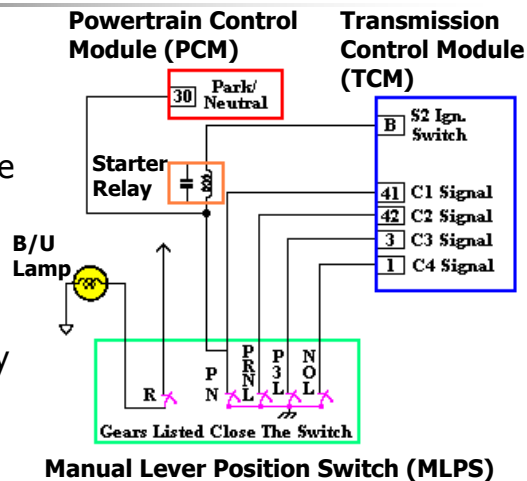 Powertrain Control
Module (PCM)
Transmission
Control Module
(TCM)
30
Park/
Neutral
B
S2 Ign.
Switch
e
Starter
Relay
41 C1 Signal
42 C2 Signal
3 C3 Signal
1 C4 Signal
B/U
Lamp
y
R
P N
P R N L
P 3 L
N O L
Gears Listed Close The Switch
Manual Lever Position Switch (MLPS)